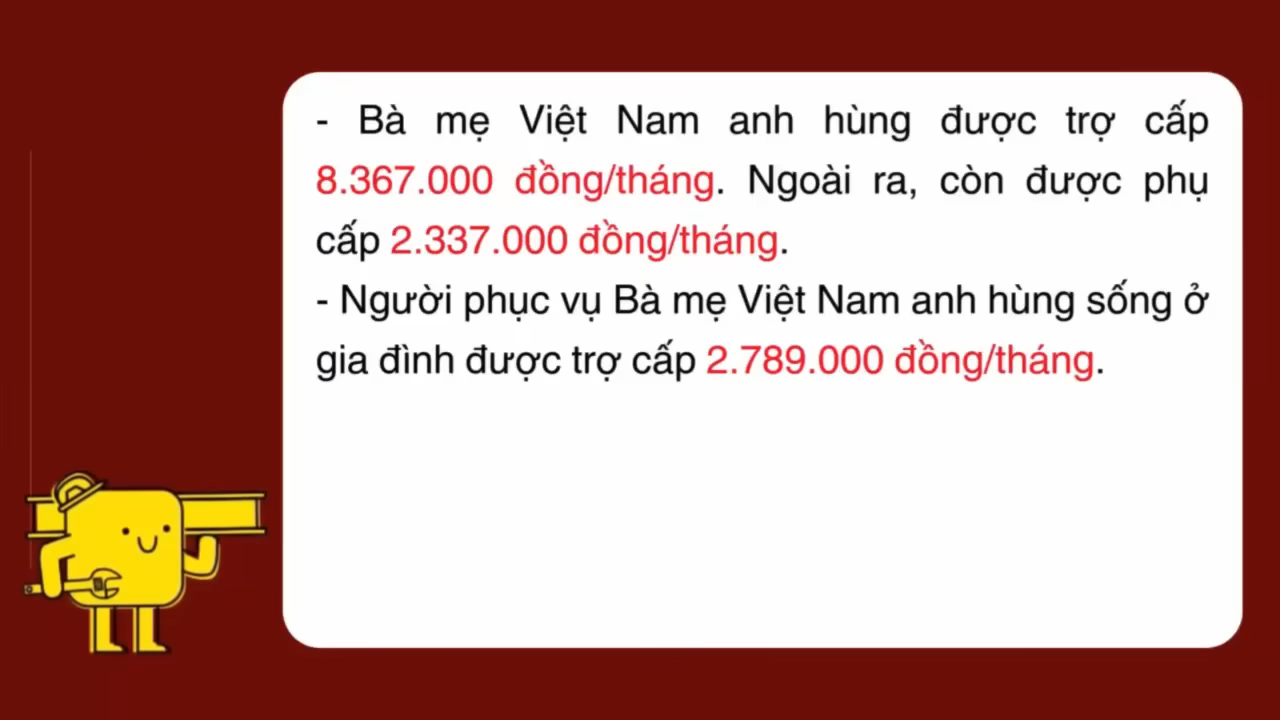 - Bà mẹ Việt Nam anh hùng được trợ cấp
8.367.000 đồng/tháng. Ngoài ra, còn được phụ
cấp 2.337.000 đồng/tháng.
- Người phục vụ Bà mẹ Việt Nam anh hùng sống ở
gia đình được trợ cấp 2.789.000 đồng/tháng.